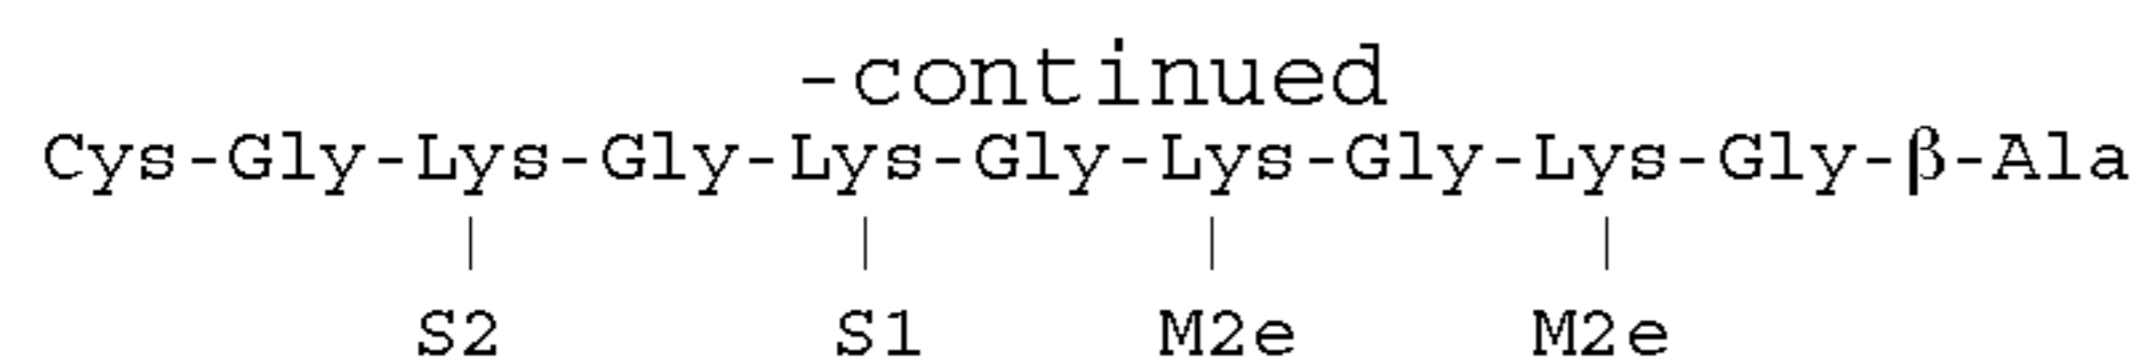 -continued
Cys-Gly-Lys-Gly-Lys-Gly-Lys-Gly-Lys-Gly-β-Ala
S2 S1 M2e M2e